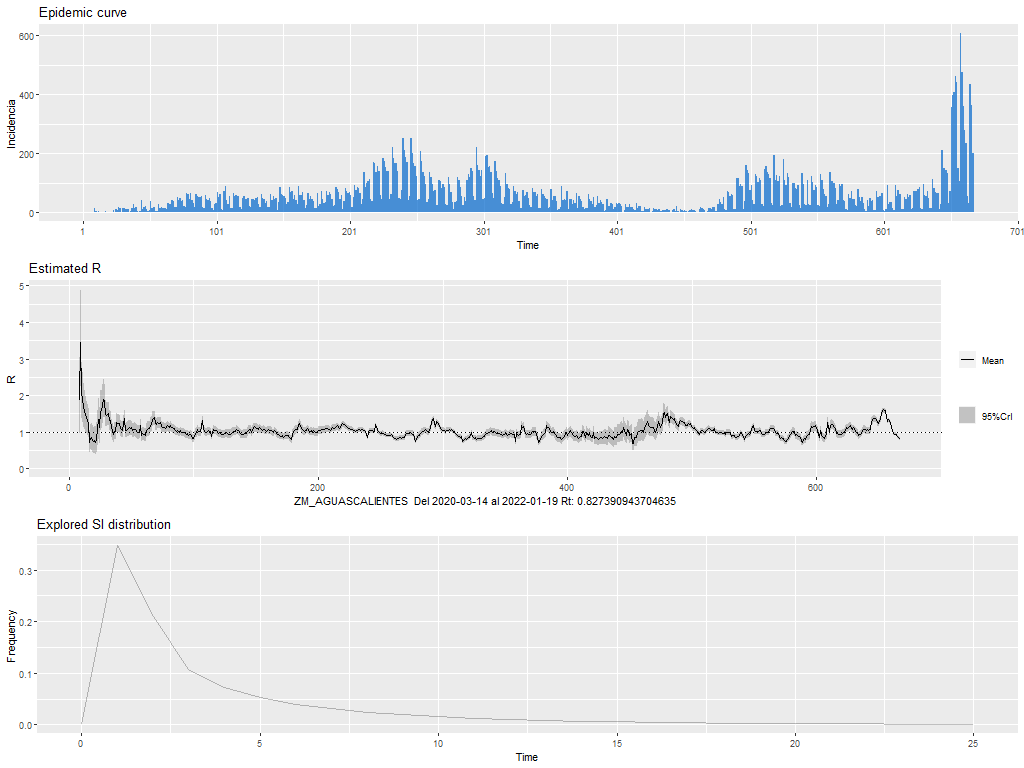 Epidemic curve
600
400
200
0
Incidencia
1
101
201
301
401
501
601
701
Time
Estimated R
5
4
3
2
1
0
R
Mean
95%CrI
0
200
400
600
ZM_AGUASCALIENTES Del 2020-03-14 al 2022-01-19 Rt: 0.827390943704635
Explored SI distribution
0.3
0.2
0.1
0.0
Frequency
0
5
10
15
20
25
Time